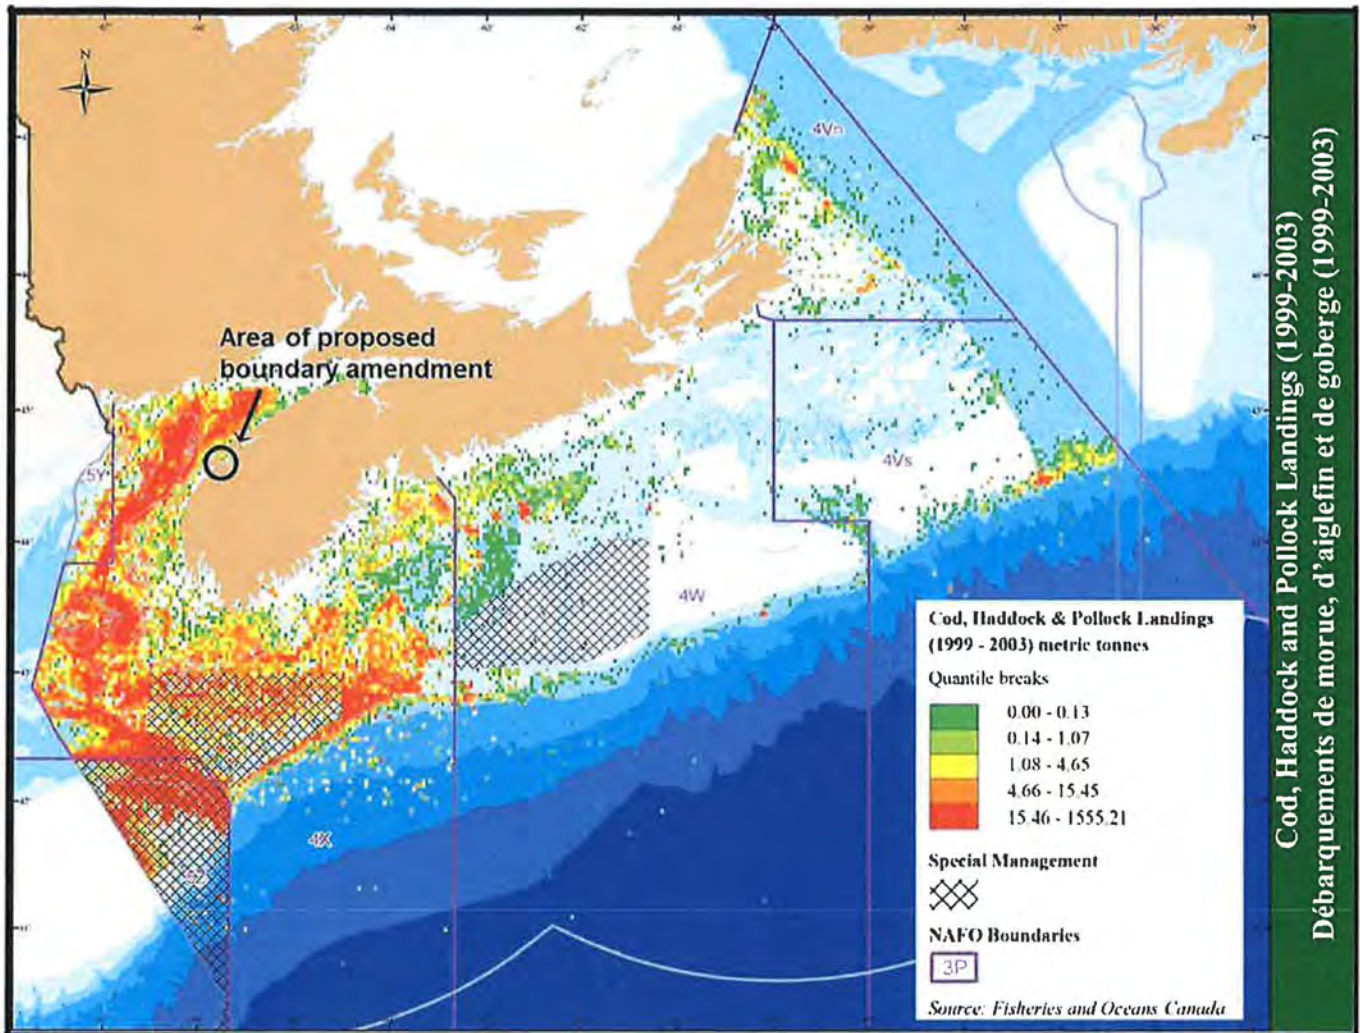 N
Area of proposed
boundary amendment
4Vn
5Y
4Vs
4W
4X
Cod, Haddock & Pollock Landings
(1999 - 2003) metric tonnes
Quantile breaks
0.00 - 0.13
0.14 - 1.07
1.08 - 4.65
4.66 - 15.45
15.46 - 1555.21
Special Management
NAFO Boundaries
3P
Source: Fisheries and Oceans Canada
Cod, Haddock and Pollock Landings (1999-2003)
Débarquements de morue, d'aiglefin et de goberge (1999-2003)